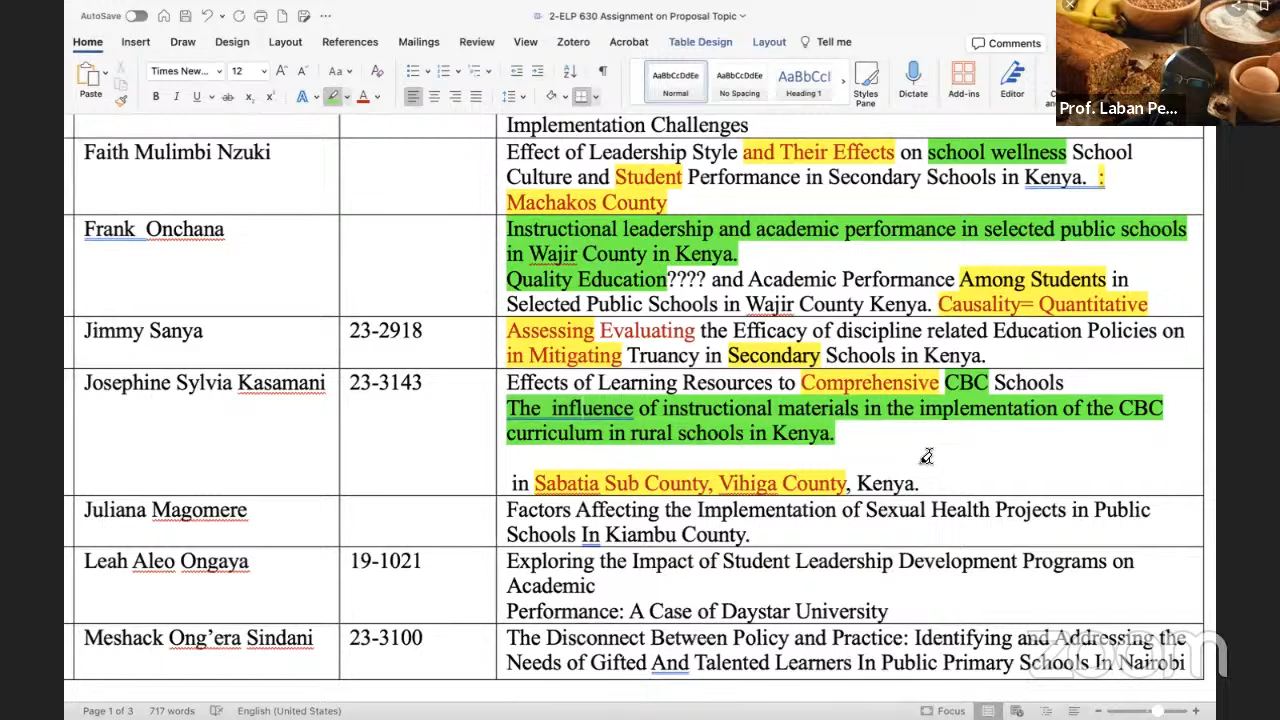 AutoSave
2-ELP 630 Assignment on Proposal Topic
Home Insert Draw Design Layout References Mailings Review View Zotero Acrobat Table Design Layout Tell me
Comments
Paste
Times New... 12
AaBbCcDdEe AaBbCcDdEe AaBbCcI
Normal No Spacing Heading 1
Styles Pane
Dictate
Add-ins
Editor
Prof. Laban Pe...
Implementation Challenges
Faith Mulimbi Nzuki
Effect of Leadership Style and Their Effects on school wellness School
Culture and Student Performance in Secondary Schools in Kenya. :
Machakos County
Frank Onchana
Instructional leadership and academic performance in selected public schools
in Wajir County in Kenya.
Quality Education???? and Academic Performance Among Students in
Selected Public Schools in Wajir County Kenya. Causality= Quantitative
Jimmy Sanya 23-2918
Assessing Evaluating the Efficacy of discipline related Education Policies on
in Mitigating Truancy in Secondary Schools in Kenya.
Josephine Sylvia Kasamani 23-3143
Effects of Learning Resources to Comprehensive CBC Schools
The influence of instructional materials in the implementation of the CBC
curriculum in rural schools in Kenya.
in Sabatia Sub County, Vihiga County, Kenya.
Juliana Magomere
Factors Affecting the Implementation of Sexual Health Projects in Public
Schools In Kiambu County.
Leah Aleo Ongaya 19-1021
Exploring the Impact of Student Leadership Development Programs on
Academic
Performance: A Case of Daystar University
Meshack Ong'era Sindani 23-3100
The Disconnect Between Policy and Practice: Identifying and Addressing the
Needs of Gifted And Talented Learners In Public Primary Schools In Nairobi
zoom
Page 1 of 3 717 words English (United States) Focus